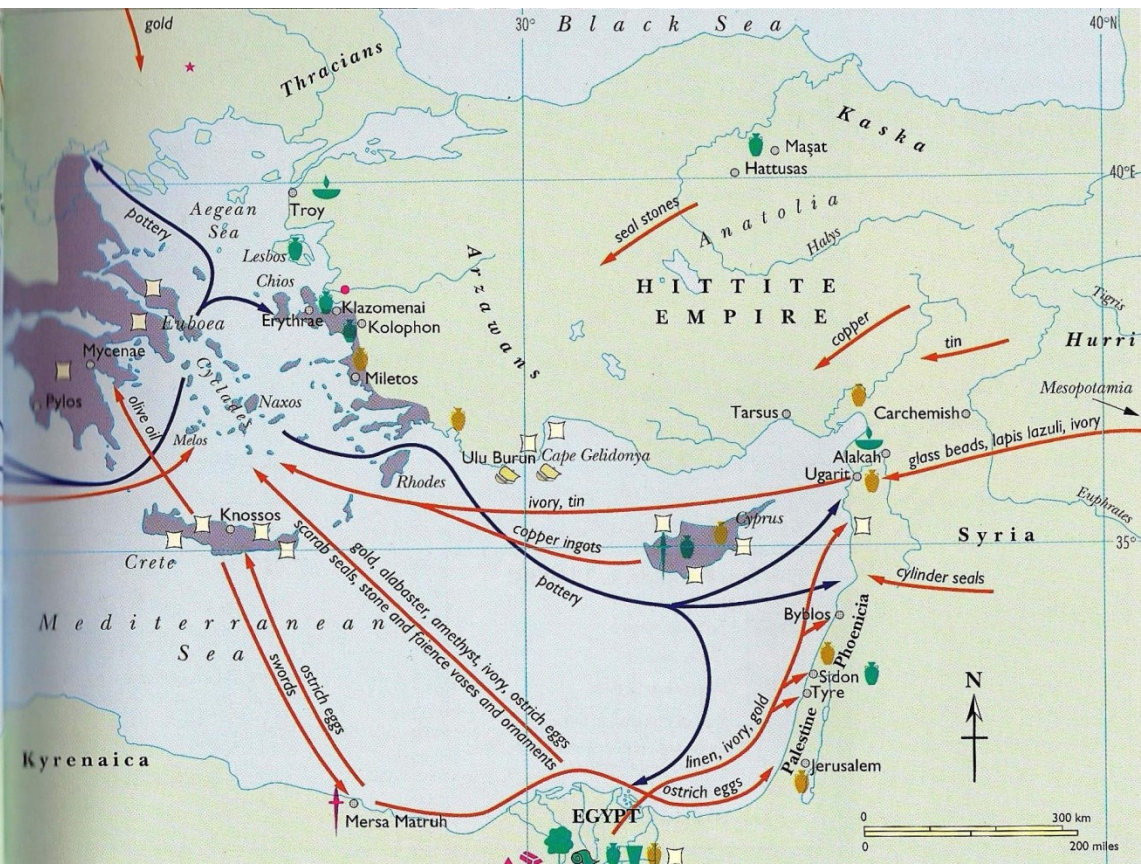 gold
30°
Black Sea
40°N
Thracians
Kaska
Maşat
Hattusas
40°E
pottery
Aegean
Sea
Troy
Anatolia
seal stones
Halys
Lesbos
Arzawans
Chios
HITTITE
EMPIRE
Tigris
Klazomenai
Erythrae
Kolophon
Euboea
copper
tin
Hurri
Mycenae
Miletos
Mesopotamia
Cyclades
Pylos
Naxos
olive oil
Tarsus
Carchemish
Melos
Ulu Burun
Cape Gelidonya
Alakah
glass beads, lapis lazuli, ivory
Rhodes
Ugarit
Euphrates
ivory, tin
Knossos
Cyprus
copper ingots
35°
Syria
Crete
gold, alabaster, amethyst, ivory, ostrich eggs
scarab seals, stone and faience vases and ornaments
pottery
cylinder seals
Mediterranean
Sea
Byblos
Phoenicia
swords
ostrich eggs
Sidon
Tyre
N
linen, ivory, gold
Palestine
Kyrenaica
Jerusalem
ostrich eggs
Mersa Matruh
EGYPT
0
300 km
0
200 miles